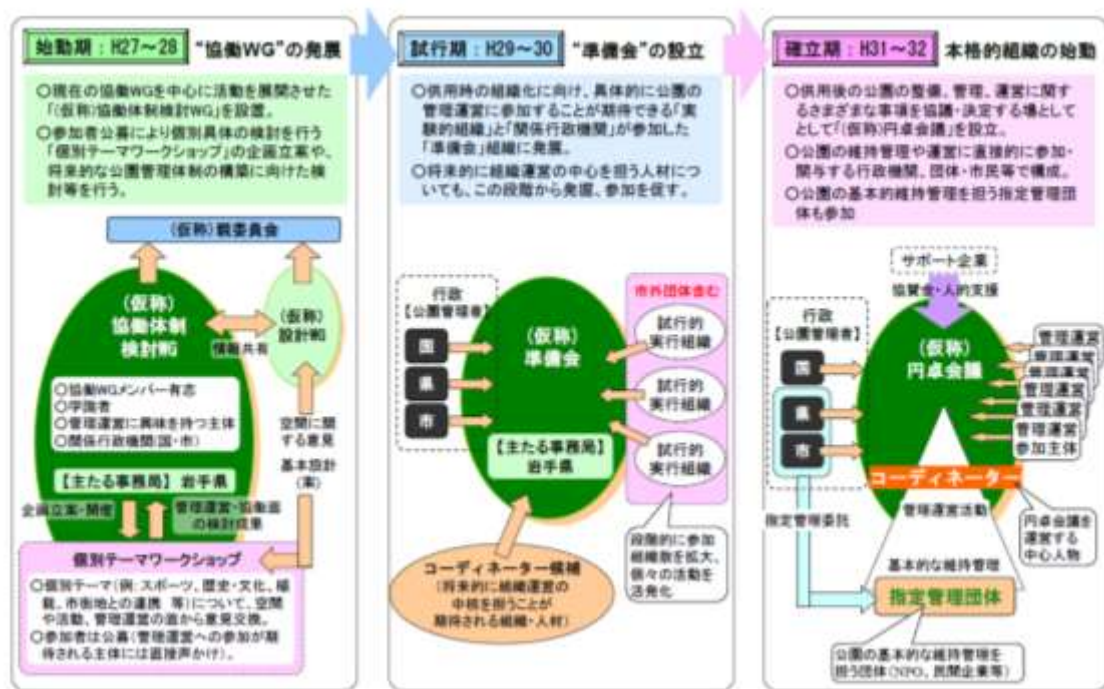 始動期：H27～28
“協働WG”の発展
○現在の協働WGを中心に活動を展開させた
「(仮称)協働体制検討WG」を設置。
○参加者公募により個別具体の検討を行う
「個別テーマワークショップ」の企画立案や、
将来的な公園管理体制の構築に向けた検
討等を行う。
(仮称)親委員会
(仮称)
協働体制
検討WG
(仮称)
設計WG
情報共有
○協働WGメンバー有志
○学識者
○管理運営に興味を持つ主体
○関係行政機関(国・市)
【主たる事務局】岩手県
空間に関
する意見
基本設計
(案)
企画立案・開催
管理運営・協働面
の検討成果
個別テーマワークショップ
○個別テーマ(例：スポーツ、歴史・文化、植
栽、市街地との連携 等)について、空間
や活動、管理運営の面から意見交換。
○参加者は公募(管理運営への参加が期
待される主体には直接声かけ)。
試行期：H29～30
“準備会”の設立
○供用時の組織化に向け、具体的に公園の
管理運営に参加することが期待できる「実
験的組織」と「関係行政機関」が参加した
「準備会」組織に発展。
○将来的に組織運営の中心を担う人材につ
いても、この段階から発掘、参加を促す。
行政
【公園管理者】
国
県
市
(仮称)
準備会
【主たる事務局】
岩手県
市外団体含む
試行的
実行組織
試行的
実行組織
試行的
実行組織
段階的に参加
組織数を拡大、
個々の活動を
活発化
コーディネーター候補
(将来的に組織運営の
中核を担うことが
期待される組織・人材)
確立期：H31～32
本格的組織の始動
○供用後の公園の整備、管理、運営に関す
るさまざまな事項を協議・決定する場として
として「(仮称)円卓会議」を設立。
○公園の維持管理や運営に直接的に参加・
関与する行政機関、団体・市民等で構成。
○公園の基本的維持管理を担う指定管理団
体も参加
サポート企業
協賛金・人的支援
行政
【公園管理者】
国
県
市
(仮称)
円卓会議
管理運営
管理運営
管理運営
管理運営
管理運営
管理運営
参加主体
コーディネーター
管理運営活動
円卓会議を
運営する
中心人物
指定管理委託
基本的な維持管理
指定管理団体
公園の基本的な維持管理を
担う団体(NPO、民間企業等)